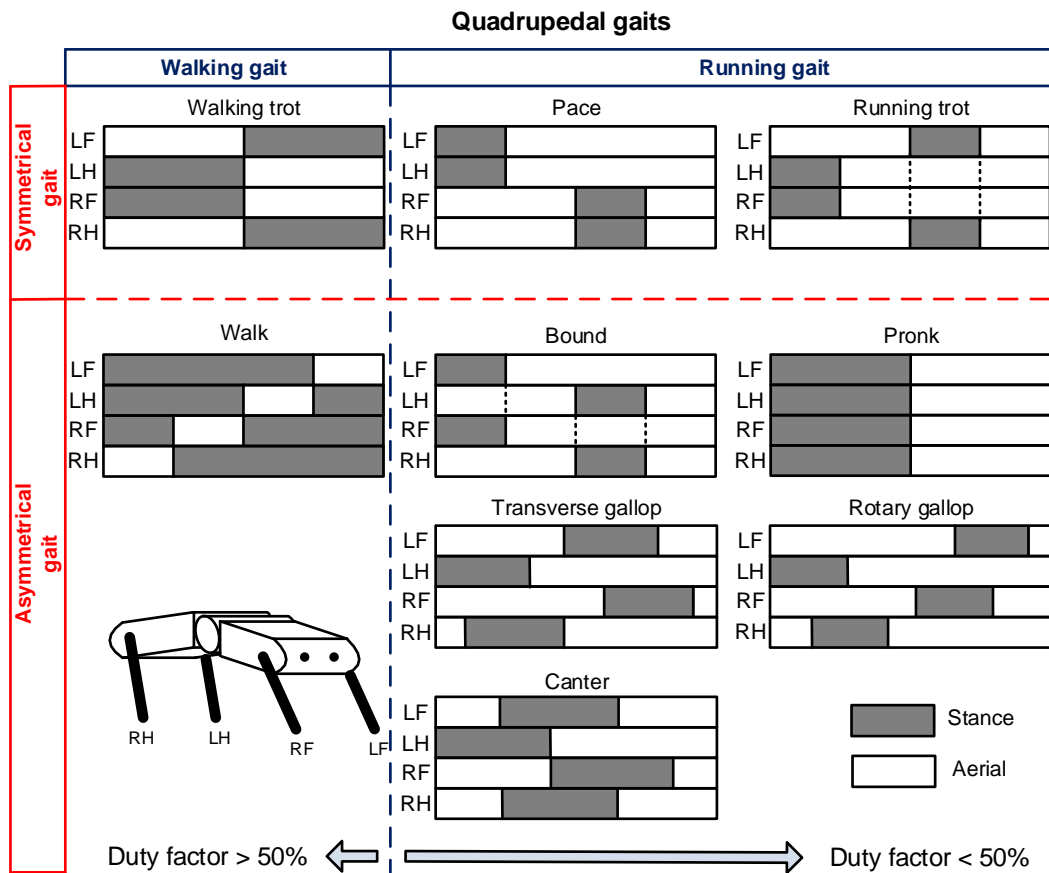 Quadrupedal gaits
Walking gait
Running gait
Symmetrical
gait
Walking trot
LF
LH
RF
RH
Pace
LF
LH
RF
RH
Running trot
LF
LH
RF
RH
Asymmetrical
gait
Walk
LF
LH
RF
RH
Bound
LF
LH
RF
RH
Pronk
LF
LH
RF
RH
Transverse gallop
LF
LH
RF
RH
Rotary gallop
LF
LH
RF
RH
RH
LH
RF
LF
Canter
LF
LH
RF
RH
Stance
Aerial
Duty factor > 50%
Duty factor < 50%